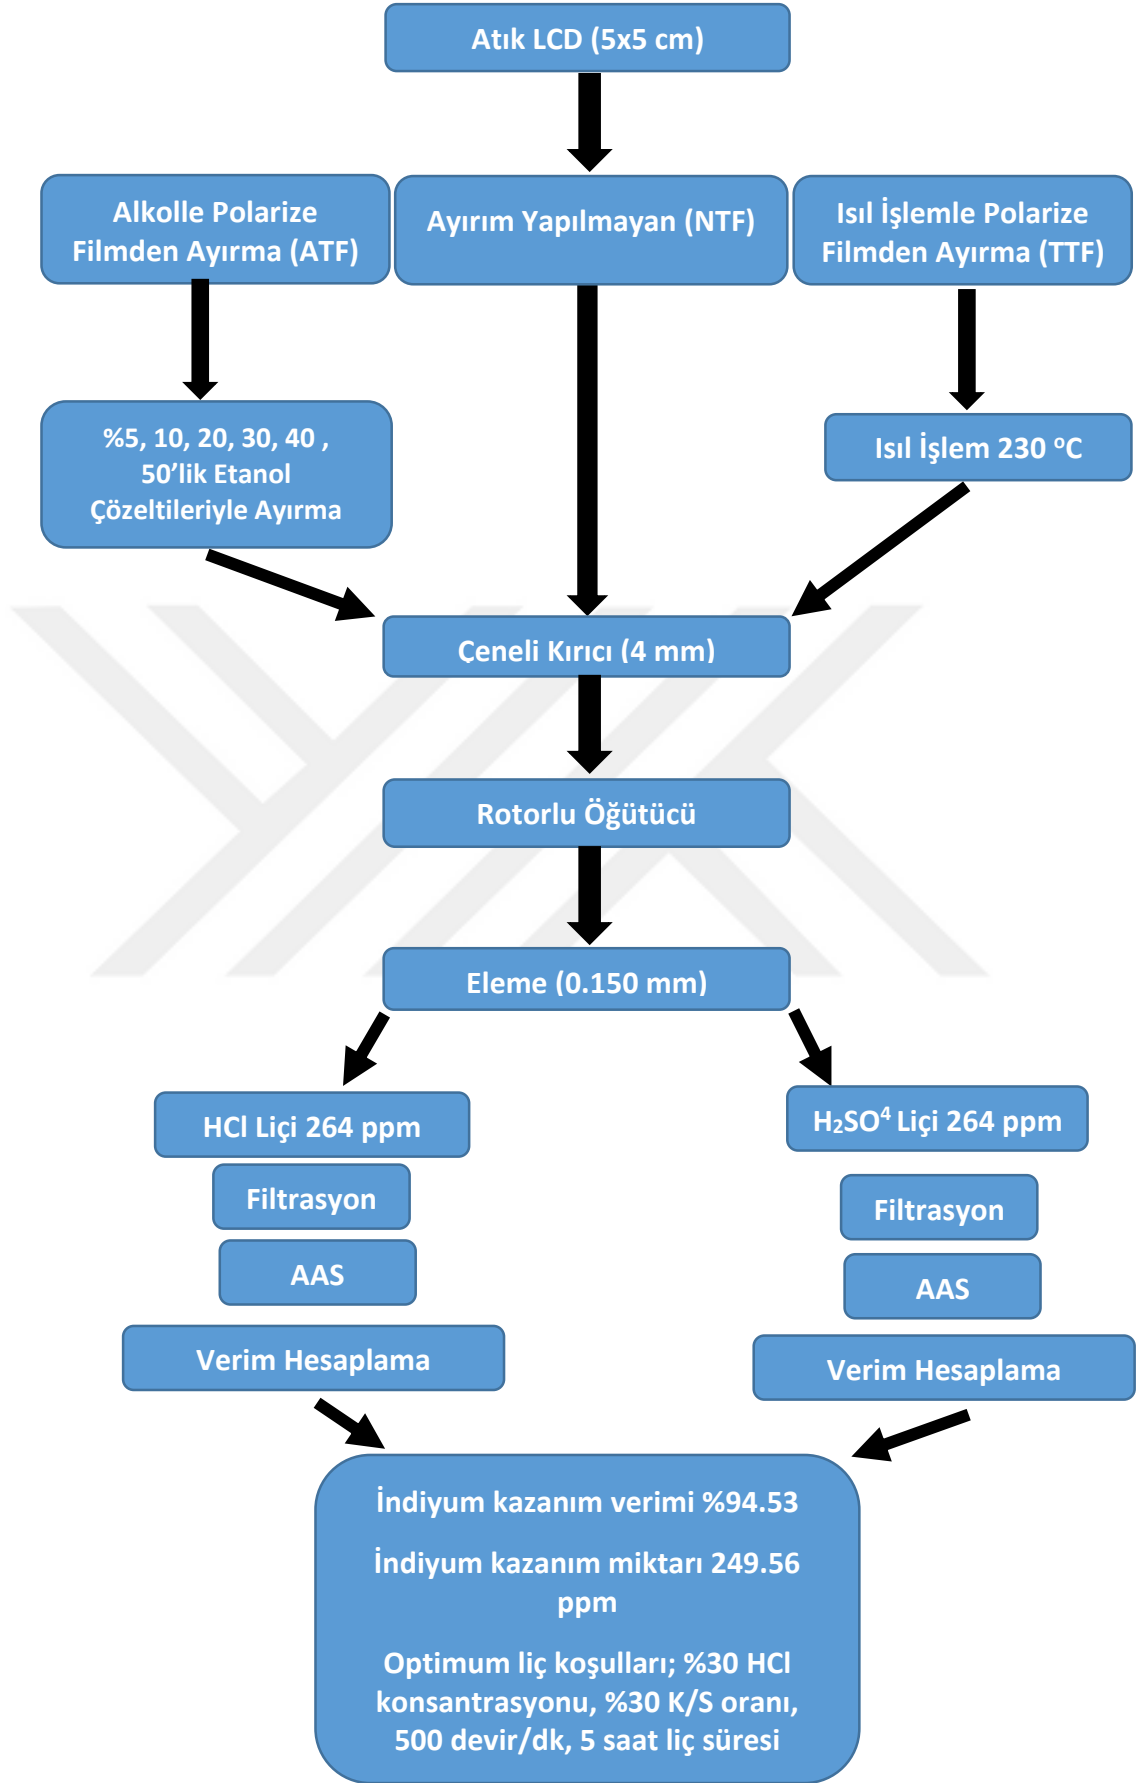 Atık LCD (5x5 cm)
Alkolle Polarize
Filmden Ayırma (ATF)
Ayırım Yapılmayan (NTF)
Isıl İşlemle Polarize
Filmden Ayırma (TTF)
%5, 10, 20, 30, 40 ,
50’lik Etanol
Çözeltileriyle Ayırma
Isıl İşlem 230 ᵒC
Çeneli Kırıcı (4 mm)
Rotorlu Öğütücü
Eleme (0.150 mm)
HCl Liçi 264 ppm
Filtrasyon
AAS
Verim Hesaplama
H₂SO⁴ Liçi 264 ppm
Filtrasyon
AAS
Verim Hesaplama
İndiyum kazanım verimi %94.53
İndiyum kazanım miktarı 249.56
ppm
Optimum liç koşulları; %30 HCl
konsantrasyonu, %30 K/S oranı,
500 devir/dk, 5 saat liç süresi